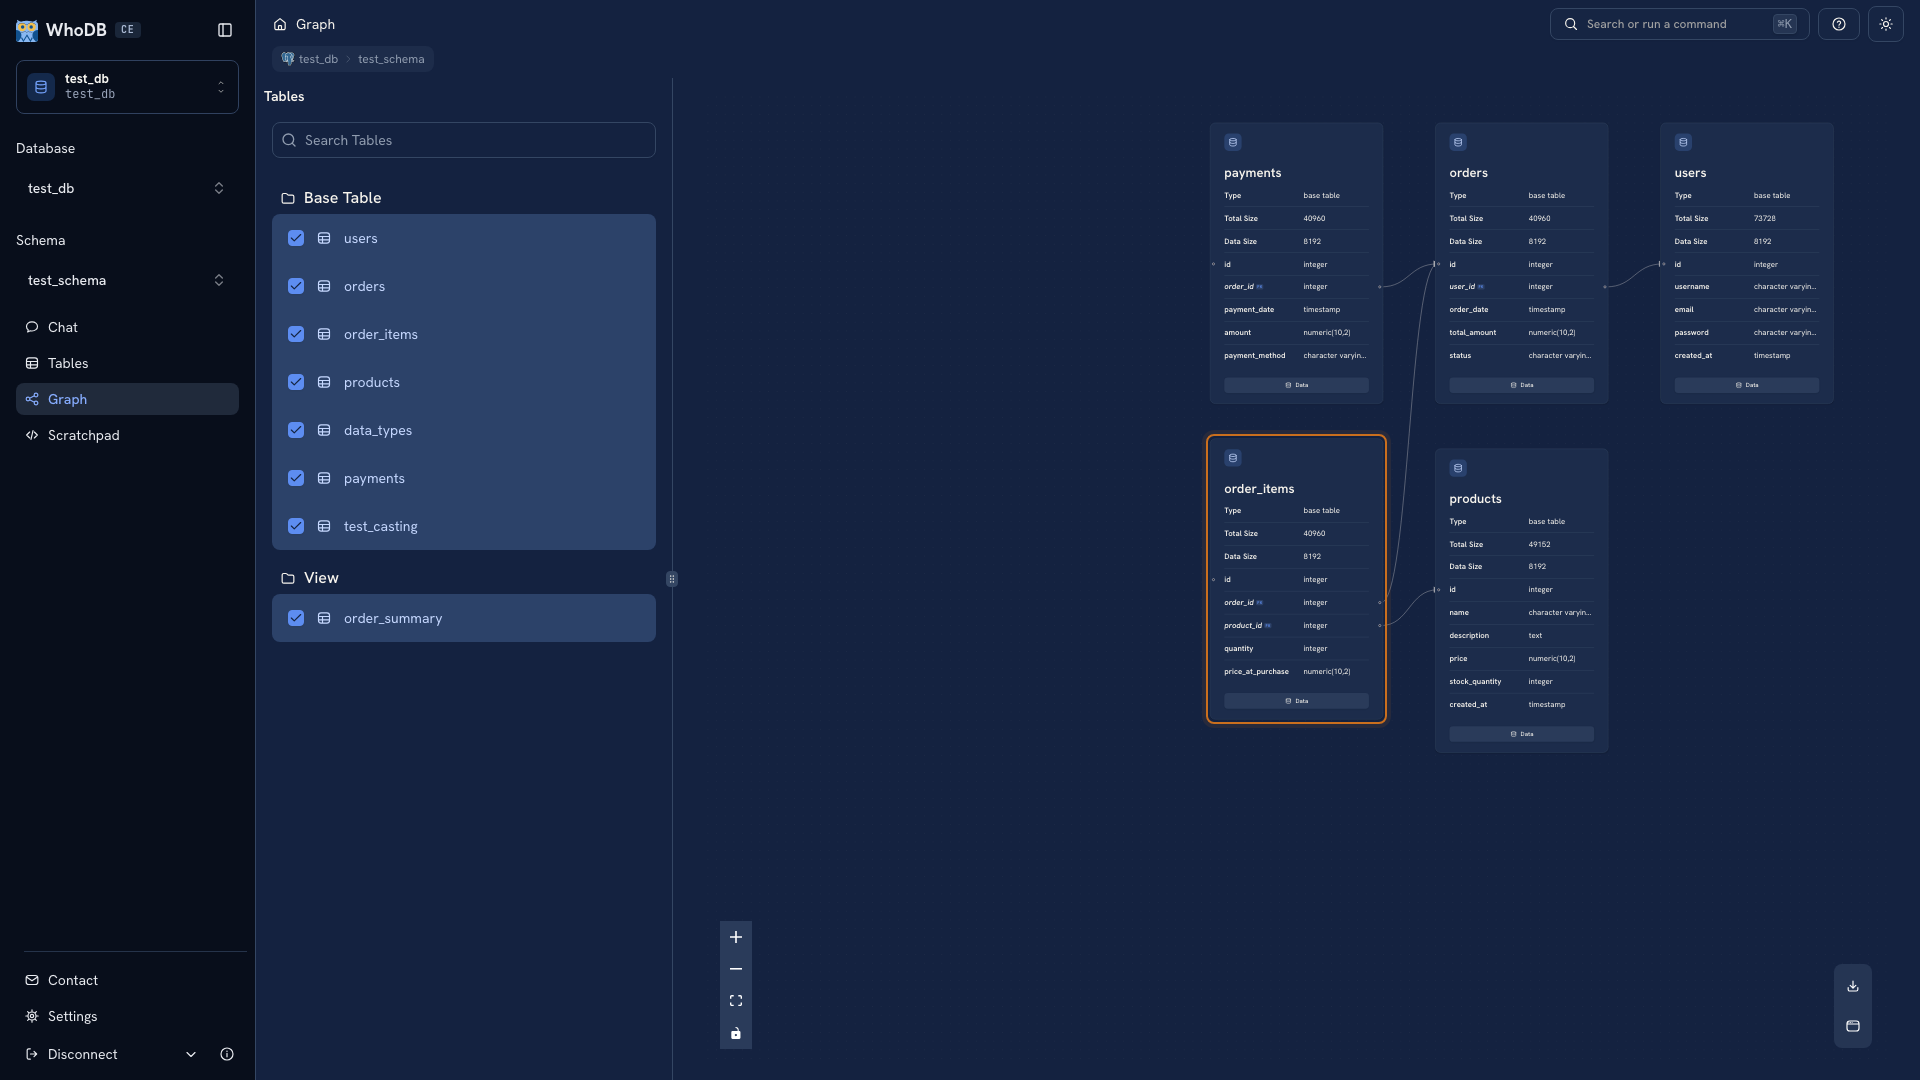 WhoDB CE
test_db
test_db
Database
test_db
Schema
test_schema
Chat
Tables
Graph
Scratchpad
Contact
Settings
Disconnect
Graph
test_db > test_schema
Search or run a command ⌘K
Tables
Search Tables
Base Table
users
orders
order_items
products
data_types
payments
test_casting
View
order_summary
payments
Type base table
Total Size 40960
Data Size 8192
id integer
order_id integer
payment_date timestamp
amount numeric(10,2)
payment_method character varyin...
Data
orders
Type base table
Total Size 40960
Data Size 8192
id integer
user_id integer
order_date timestamp
total_amount numeric(10,2)
status character varyin...
Data
users
Type base table
Total Size 73728
Data Size 8192
id integer
username character varyin...
email character varyin...
password character varyin...
created_at timestamp
Data
order_items
Type base table
Total Size 40960
Data Size 8192
id integer
order_id integer
product_id integer
quantity integer
price_at_purchase numeric(10,2)
Data
products
Type base table
Total Size 49152
Data Size 8192
id integer
name character varyin...
description text
price numeric(10,2)
stock_quantity integer
created_at timestamp
Data